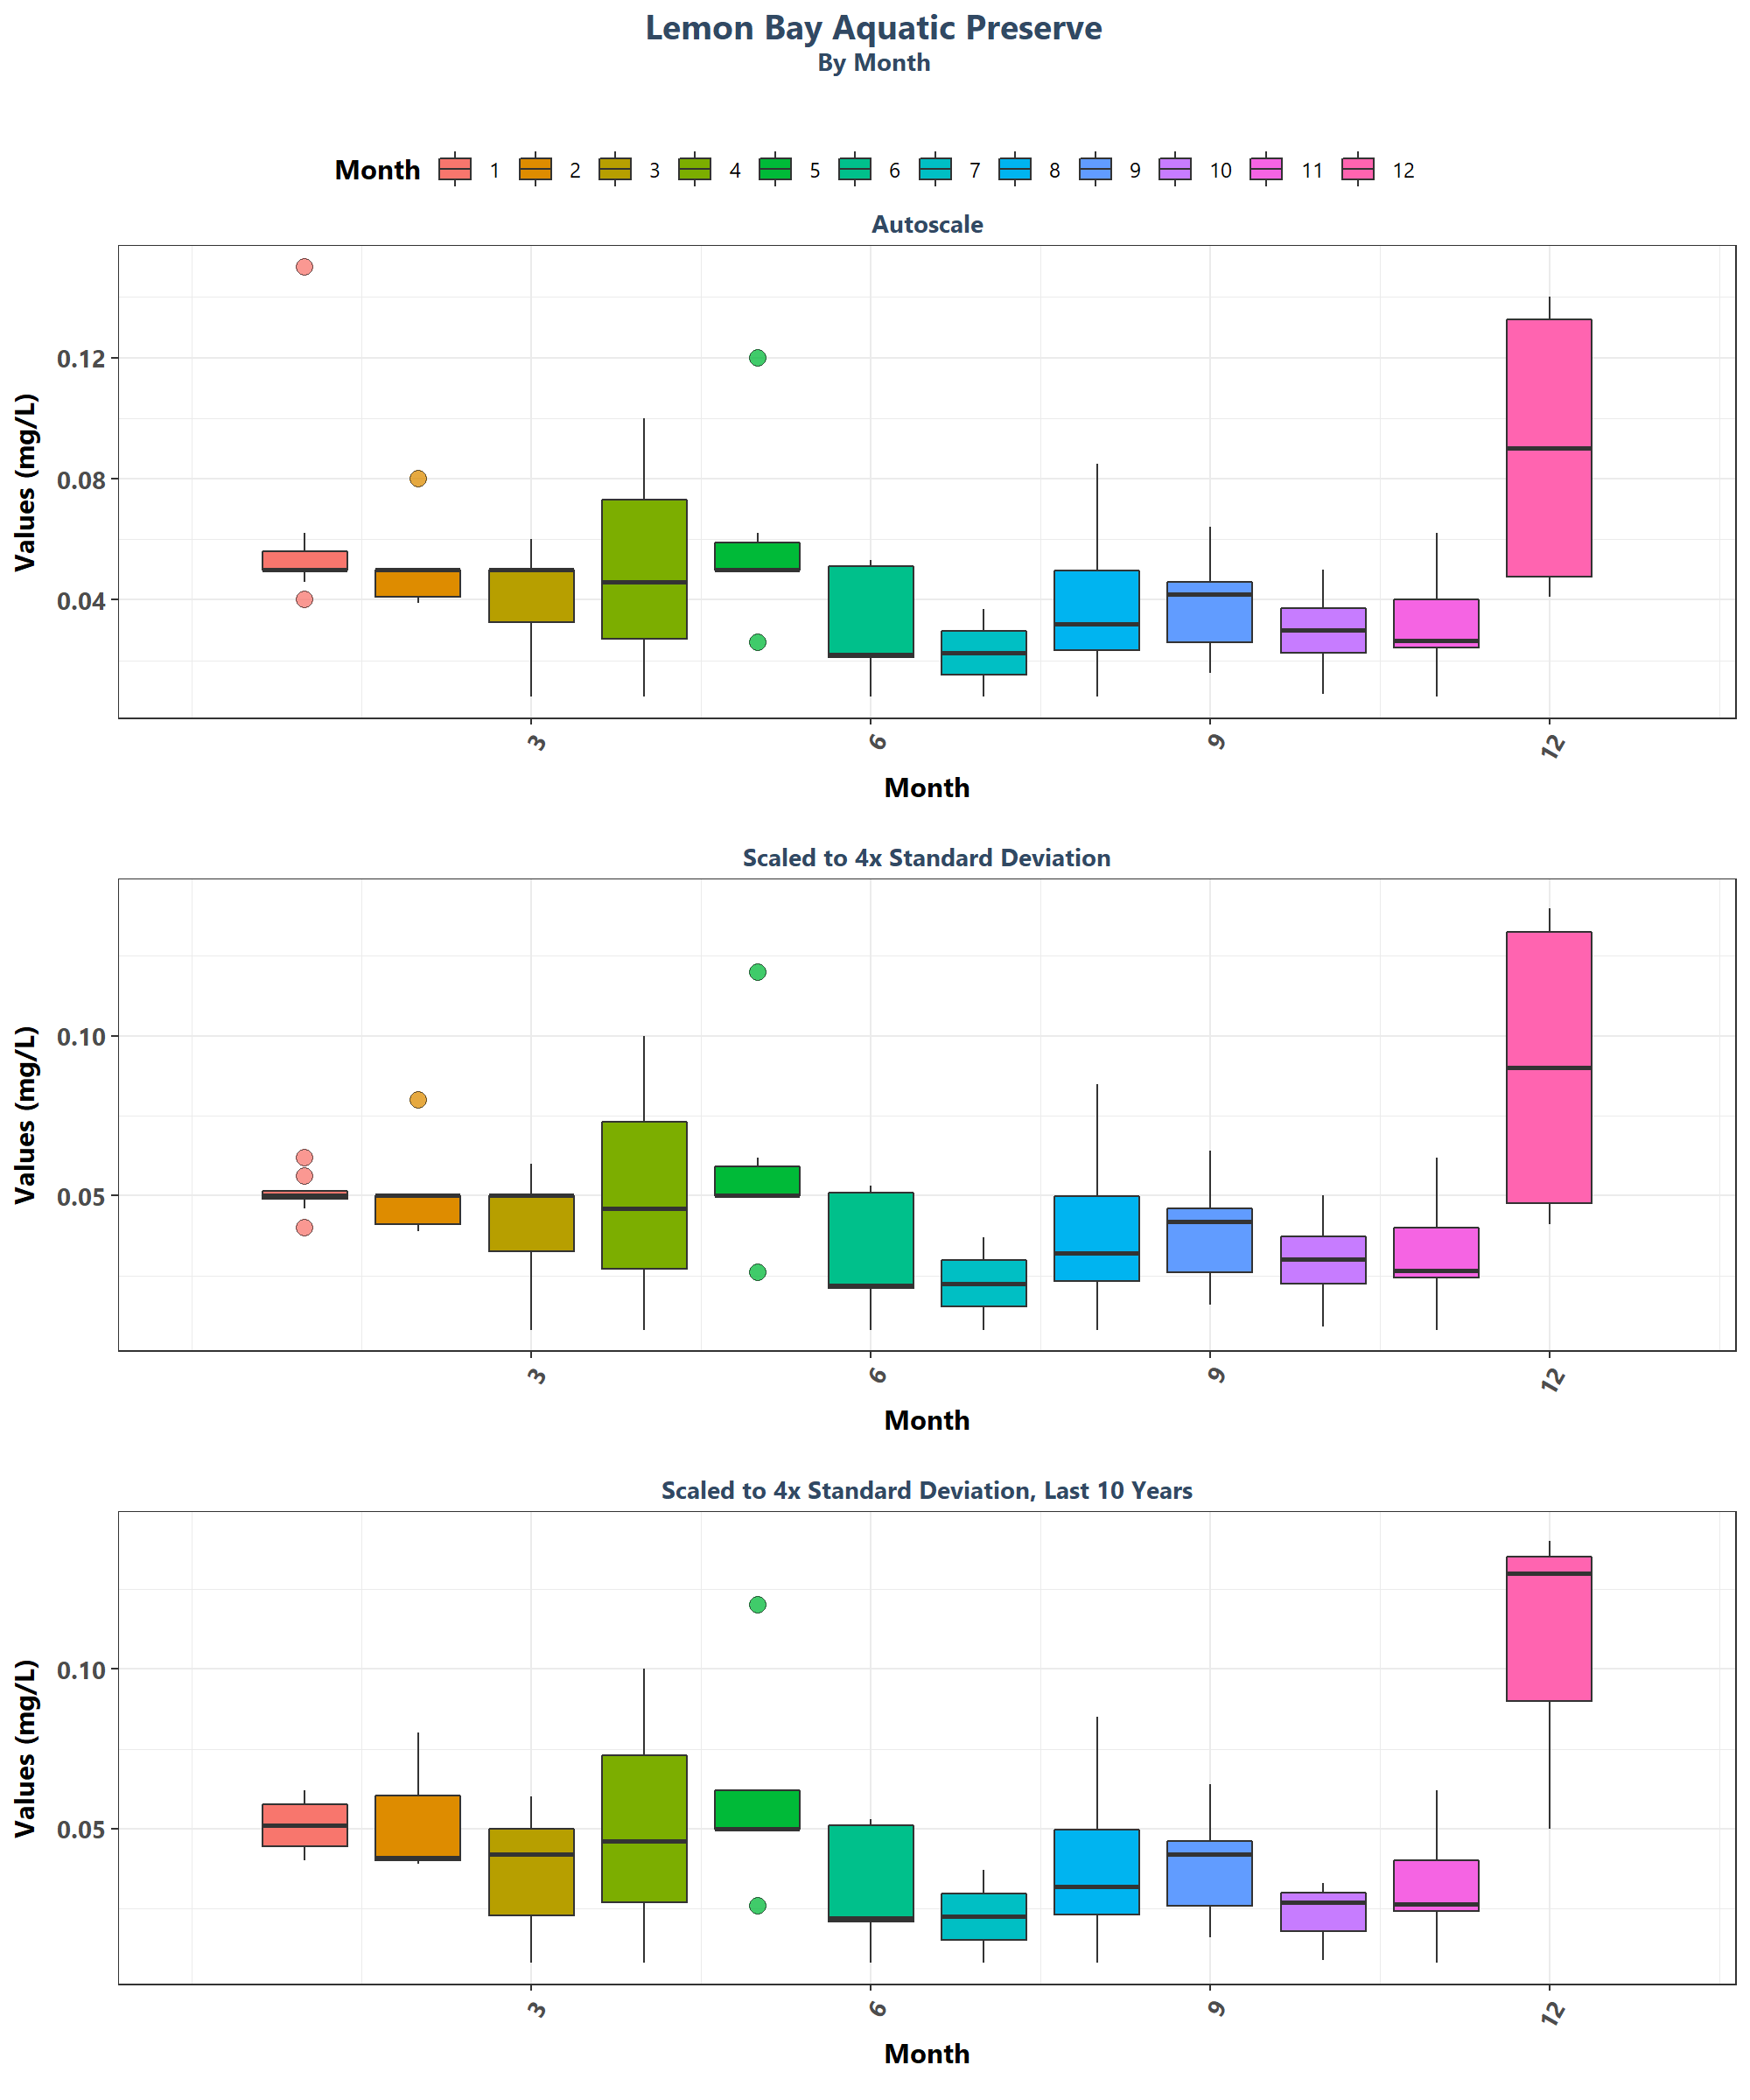 Lemon Bay Aquatic Preserve
By Month
Month 1 2 3 4 5 6 7 8 9 10 11 12
Autoscale
Values (mg/L)
0.12
0.08
0.04
3 6 9 12
Month
Scaled to 4x Standard Deviation
Values (mg/L)
0.10
0.05
3 6 9 12
Month
Scaled to 4x Standard Deviation, Last 10 Years
Values (mg/L)
0.10
0.05
3 6 9 12
Month